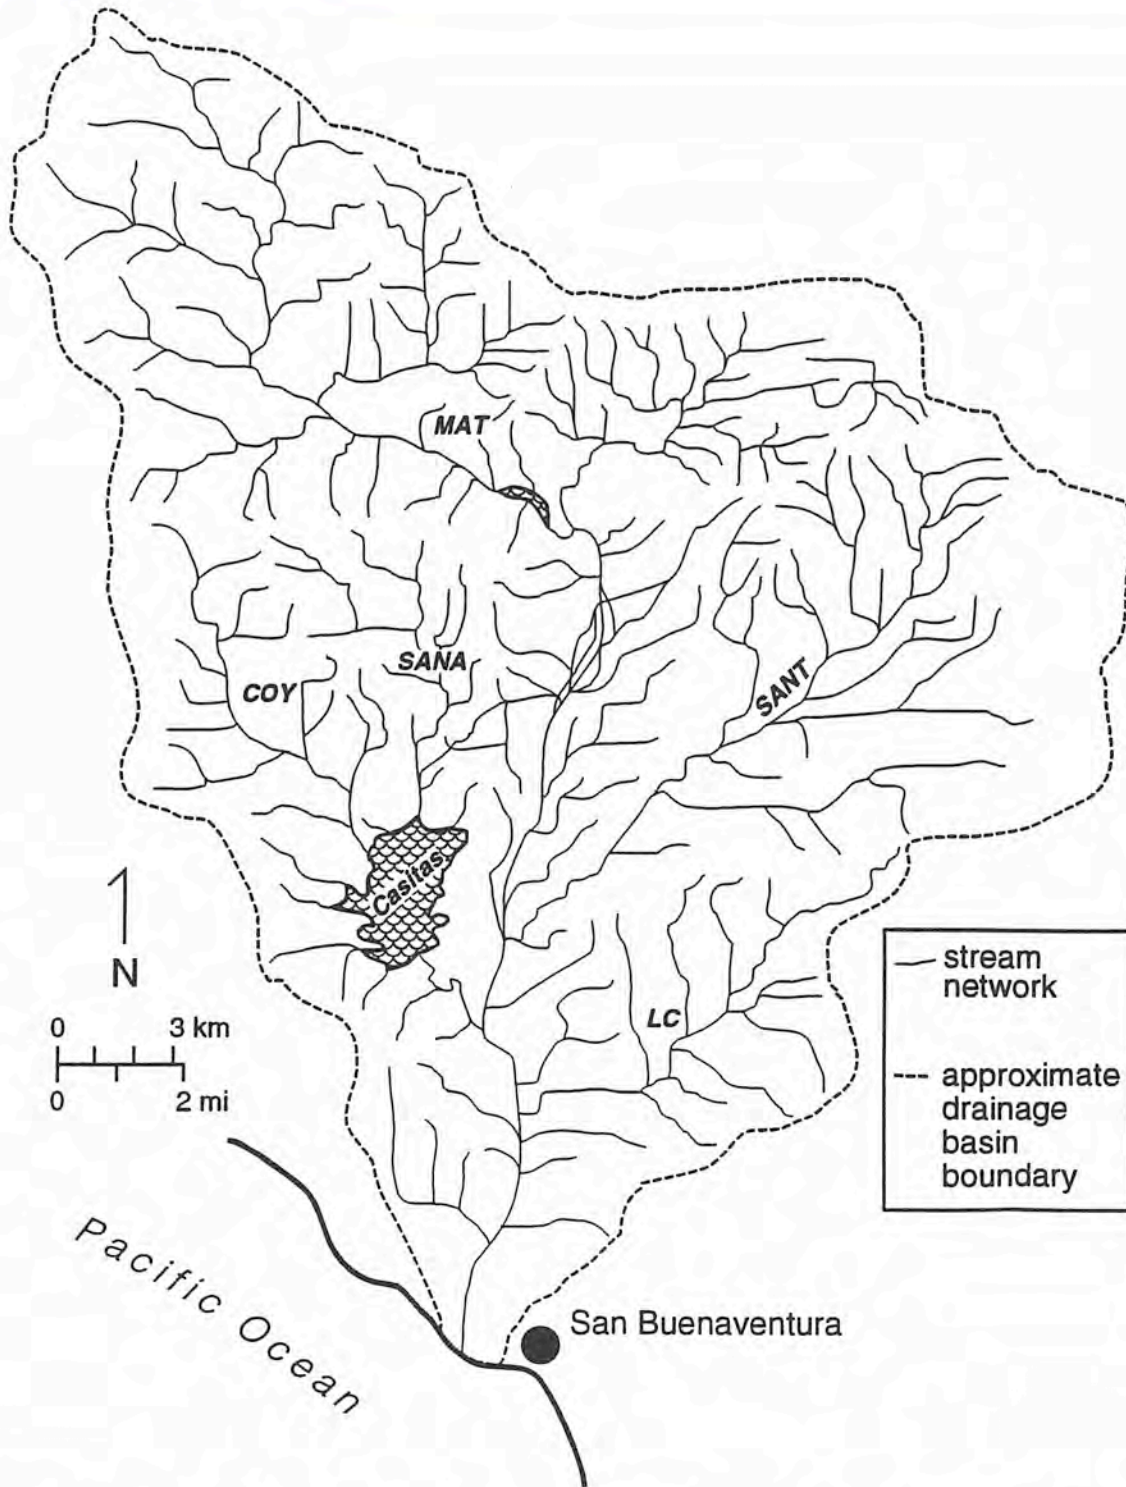 MAT
SANA
COY
SANT
Casitas
N
LC
0 3 km
0 2 mi
stream
network
approximate
drainage
basin
boundary
Pacific Ocean
San Buenaventura